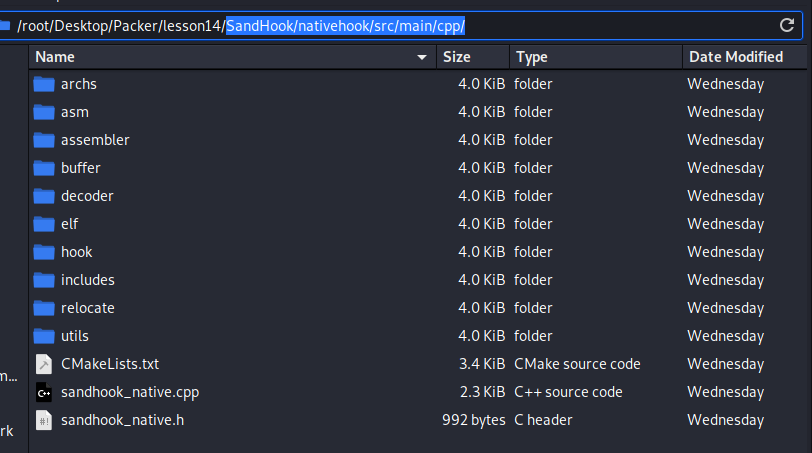 /root/Desktop/Packer/lesson14/SandHook/nativehook/src/main/cpp/
Name Size Type Date Modified
archs 4.0 KiB folder Wednesday
asm 4.0 KiB folder Wednesday
assembler 4.0 KiB folder Wednesday
buffer 4.0 KiB folder Wednesday
decoder 4.0 KiB folder Wednesday
elf 4.0 KiB folder Wednesday
hook 4.0 KiB folder Wednesday
includes 4.0 KiB folder Wednesday
relocate 4.0 KiB folder Wednesday
utils 4.0 KiB folder Wednesday
CMakeLists.txt 3.4 KiB CMake source code Wednesday
m... C++ sandhook_native.cpp 2.3 KiB C++ source code Wednesday
#! sandhook_native.h 992 bytes C header Wednesday
rk